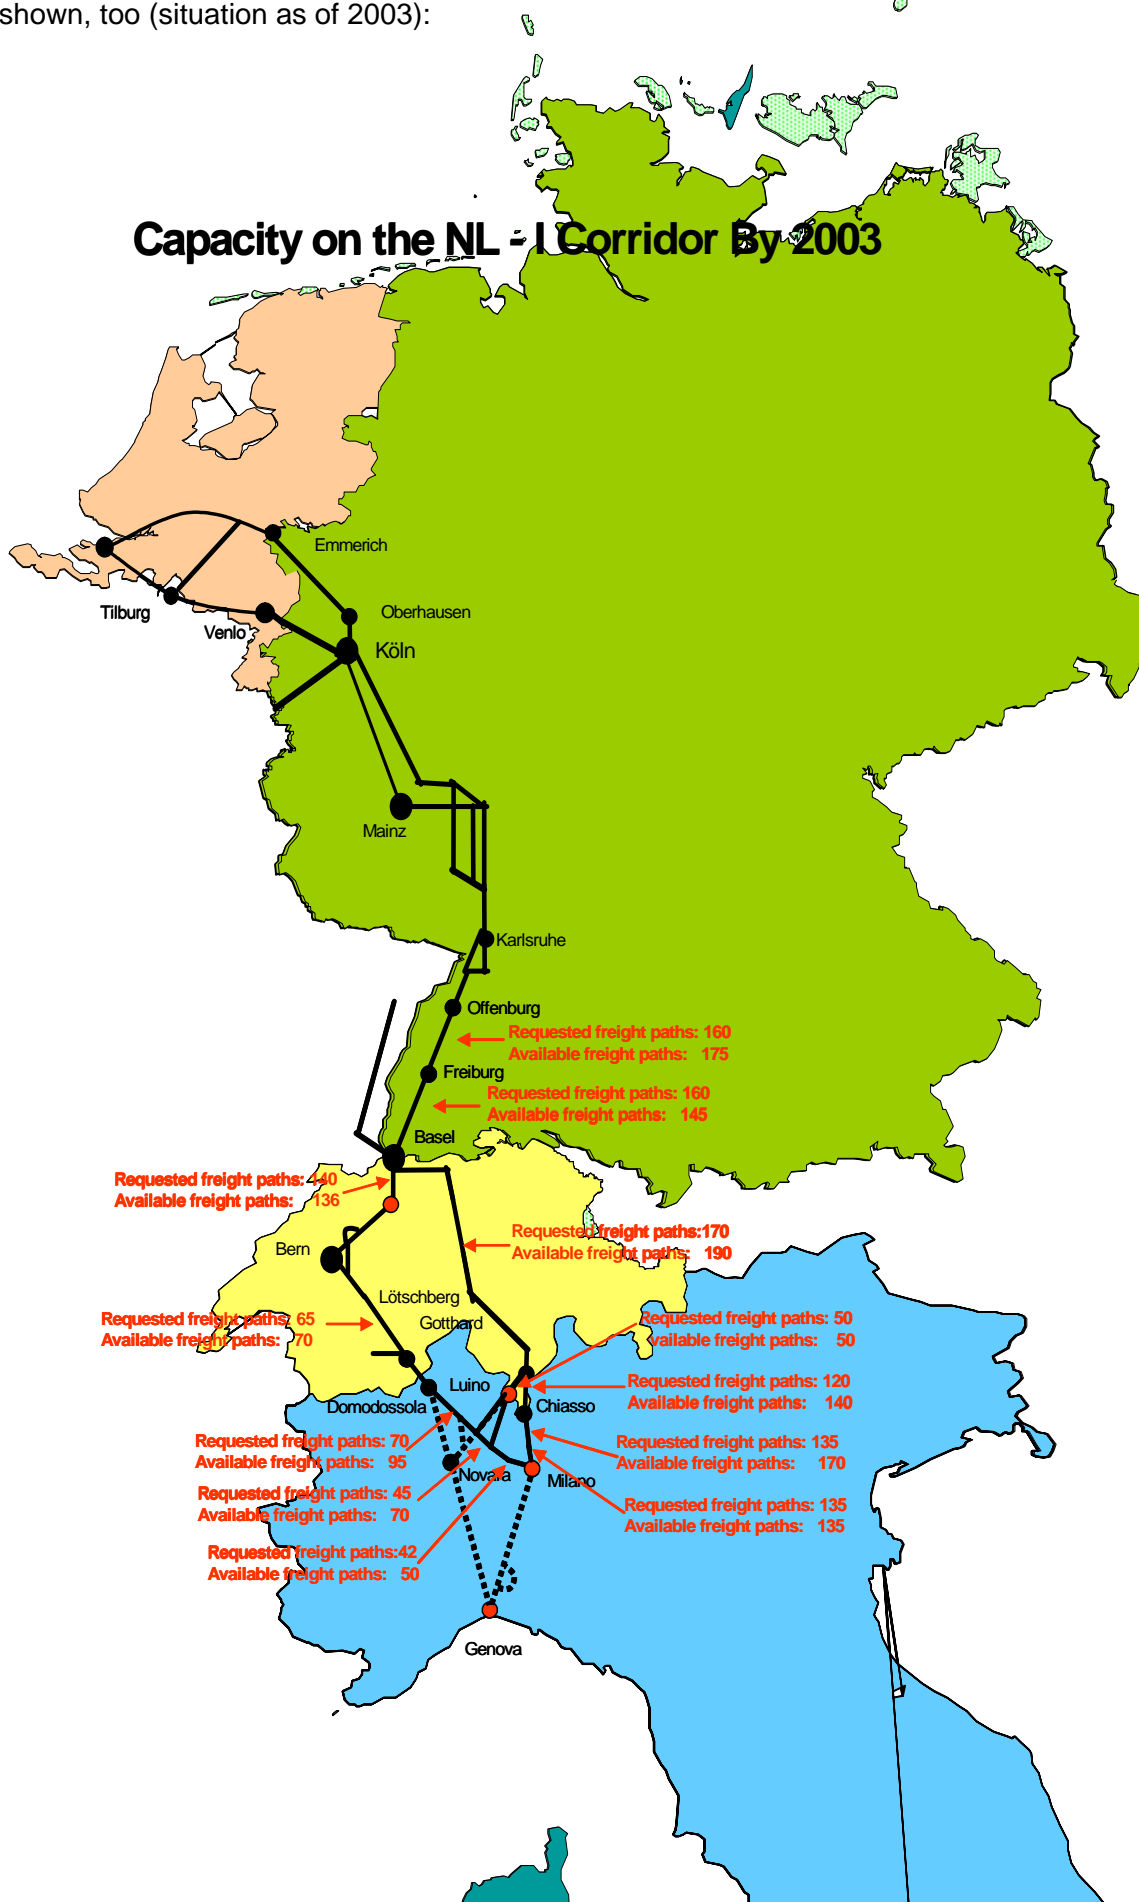 shown, too (situation as of 2003):
Capacity on the NL - I Corridor By 2003
Emmerich
Oberhausen
Tilburg
Venlo
Köln
Mainz
Karlsruhe
Offenburg
Requested freight paths: 160
Available freight paths: 175
Freiburg
Requested freight paths: 160
Available freight paths: 145
Basel
Requested freight paths: 140
Available freight paths: 136
Requested freight paths:170
Available freight paths: 190
Bern
Lötschberg
Gotthard
Requested freight paths: 65
Available freight paths: 70
Requested freight paths: 50
vailable freight paths: 50
Luino
Requested freight paths: 120
Available freight paths: 140
Domodossola
Chiasso
Requested freight paths: 70
Available freight paths: 95
Requested freight paths: 135
Available freight paths: 170
Novara
Milano
Requested freight paths: 45
Available freight paths: 70
Requested freight paths: 135
Available freight paths: 135
Requested freight paths:42
Available freight paths: 50
Genova